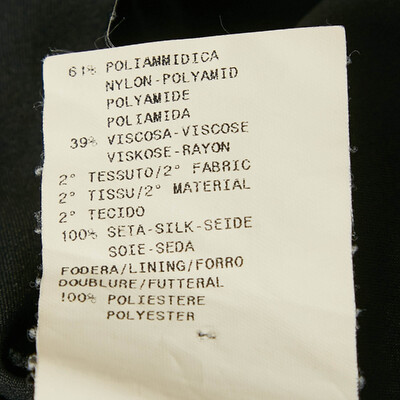 61% POLIAMMIDICA
NYLON-POLYAMID
POLYAMIDE
POLIAMIDA
39% VISCOSA-VISCOSE
VISKOSE-RAYON
2° TESSUTO/2° FABRIC
2° TISSU/2° MATERIAL
2° TECIDO
100% SETA-SILK-SEIDE
SOIE-SEDA
FODERA/LINING/FORRO
DOUBLURE/FUTTERAL
100% POLIESTERE
POLYESTER